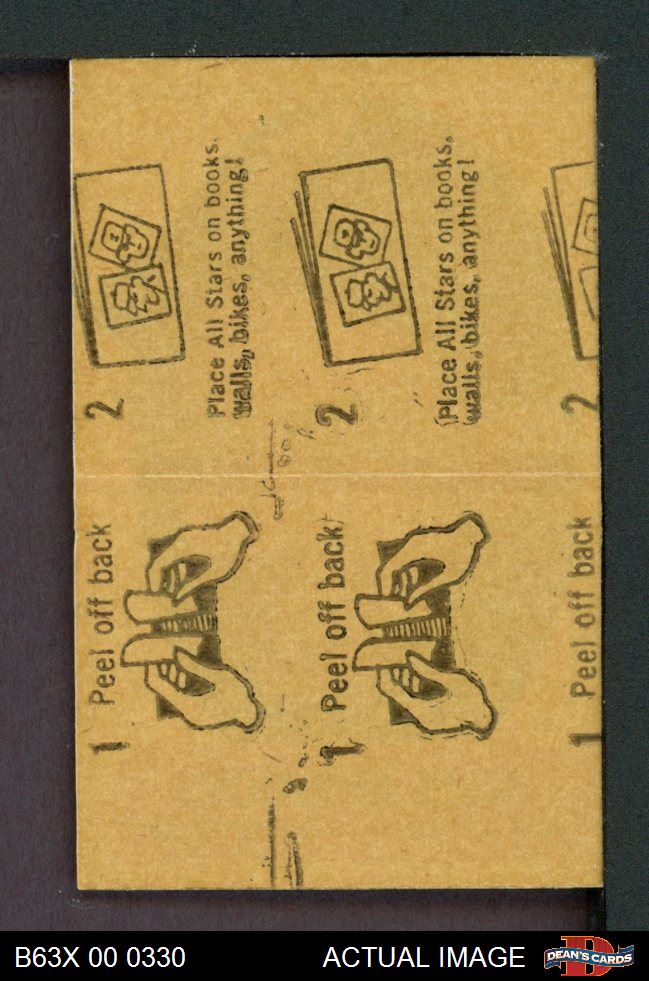 1 Peel off back
2
Place All Stars on books,
walls, bikes, anything!
1 Peel off back
2
Place All Stars on books,
walls, bikes, anything!
1 Peel off back
2
B63X 00 0330
ACTUAL IMAGE
D
DEAN'S CARDS